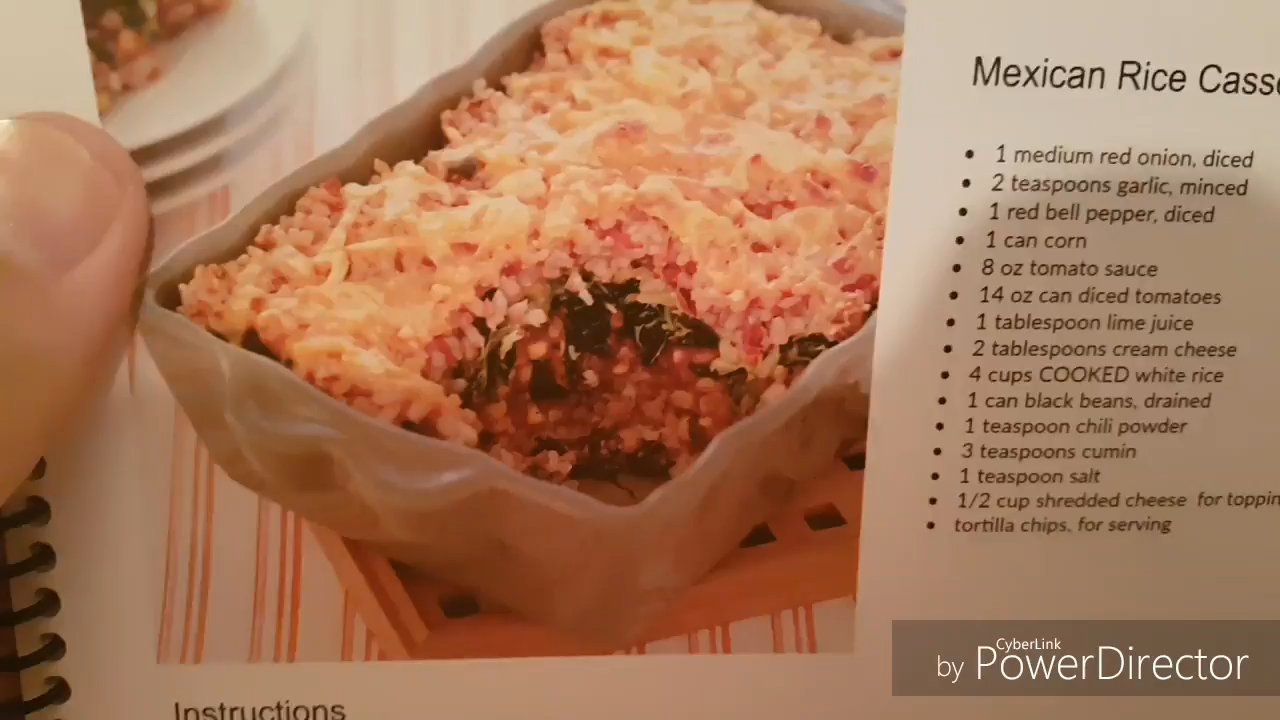 Mexican Rice
1 medium red onion, diced
2 teaspoons garlic, minced
1 red bell pepper, diced
1 can corn
8 oz tomato sauce
14 oz can diced tomatoes
1 tablespoon lime juice
2 tablespoons cream cheese
4 cups COOKED white rice
1 can black beans, drained
1 teaspoon chili powder
3 teaspoons cumin
1 teaspoon salt
1/2 cup shredded cheese for
tortilla chips, for serving
Instructions
CyberLink
by PowerDirector